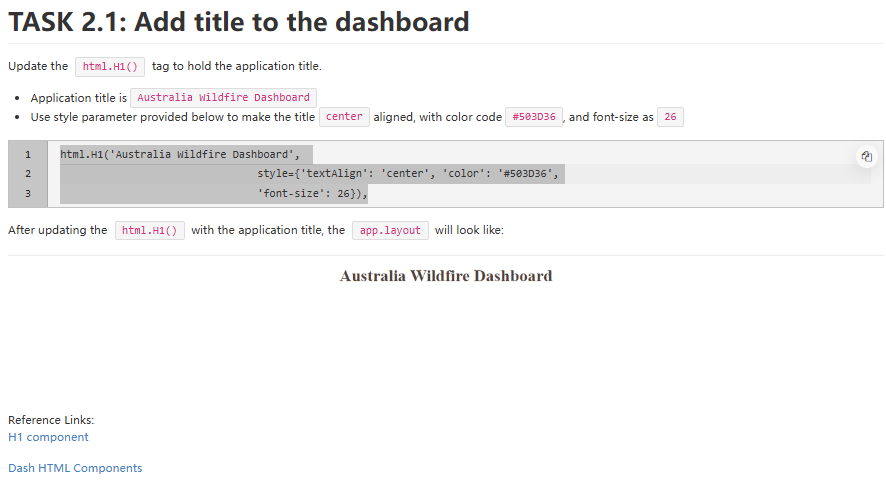 TASK 2.1: Add title to the dashboard
Update the html.H1() tag to hold the application title.
• Application title is Australia Wildfire Dashboard
• Use style parameter provided below to make the title center aligned, with color code #503D36, and font-size as 26
1 html.H1('Australia Wildfire Dashboard',
2 style={'textAlign': 'center', 'color': '#503D36',
3 'font-size': 26}),
After updating the html.H1() with the application title, the app.layout will look like:
Australia Wildfire Dashboard
Reference Links:
H1 component
Dash HTML Components